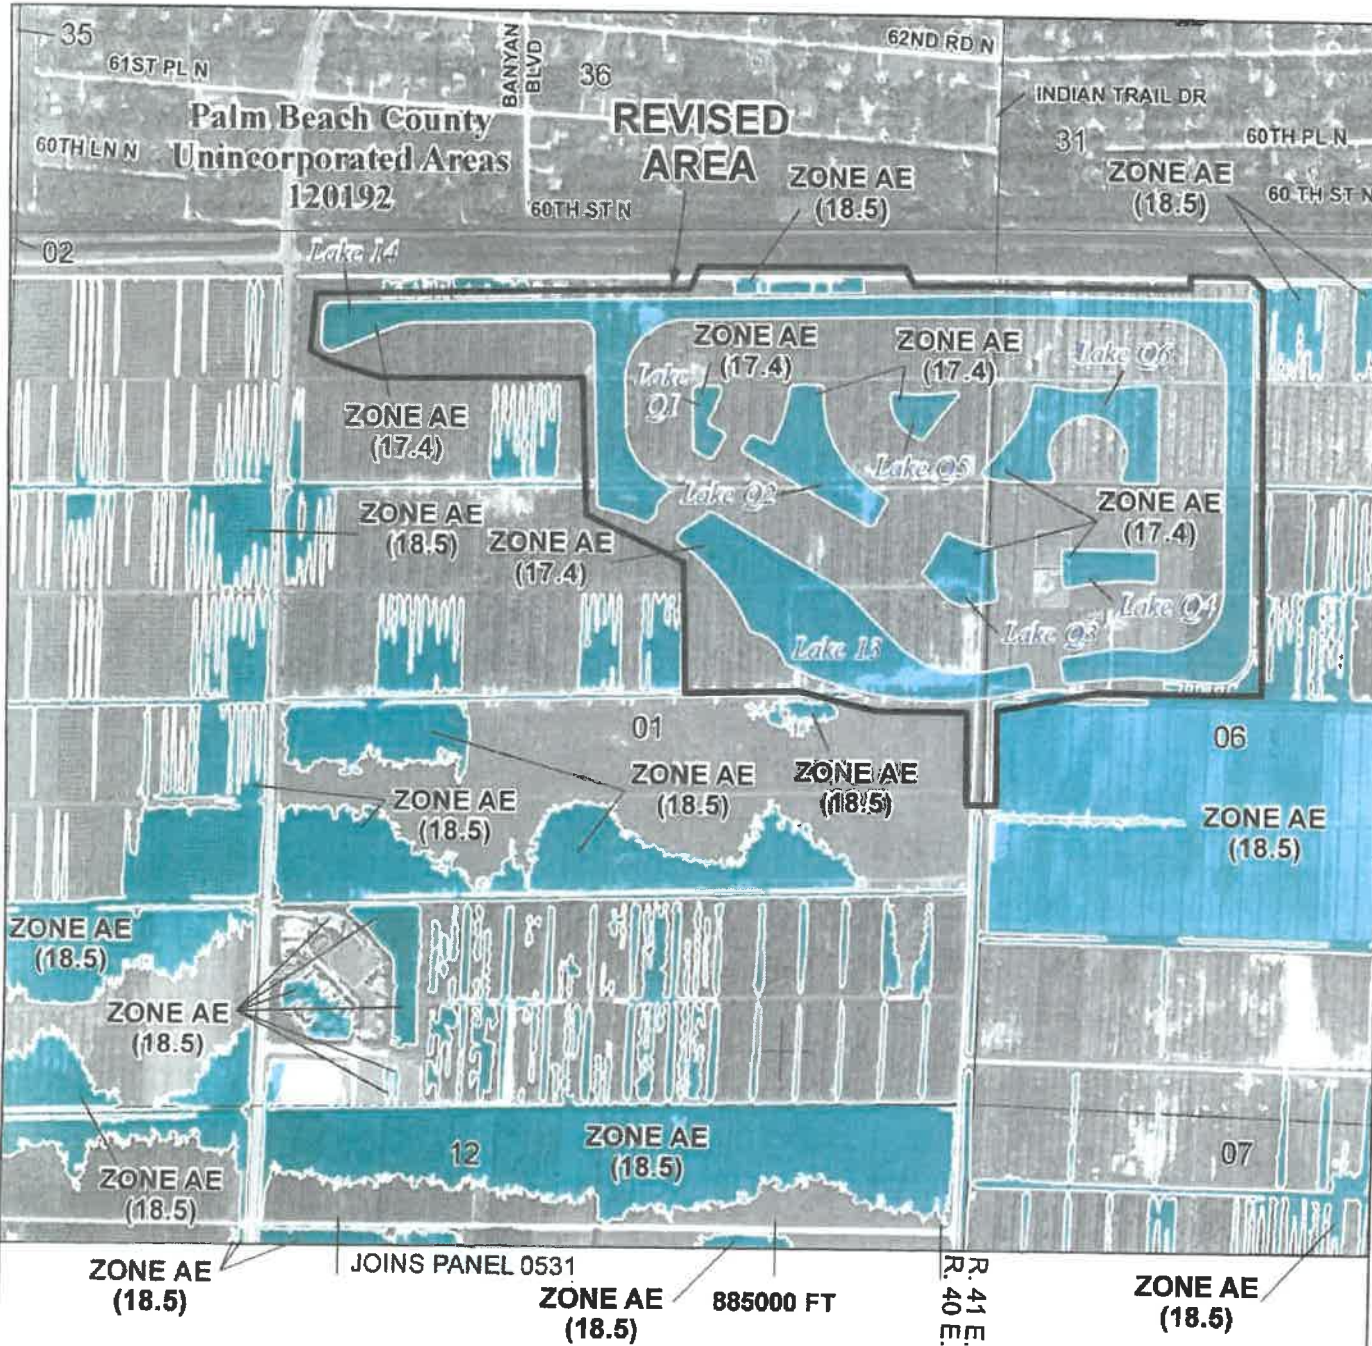 35
61ST PL N
BANYAN
BLVD
36
62ND RD N
INDIAN TRAIL DR
Palm Beach County
Unincorporated Areas
120192
60TH LN N
REVISED
AREA
31
60TH PL N
ZONE AE
(18.5)
ZONE AE
(18.5)
60TH ST N
60 TH ST N
02
Lake 14
ZONE AE
(17.4)
ZONE AE
(17.4)
Lake Q6
Lake
Q1
ZONE AE
(17.4)
Lake Q5
Lake Q2
ZONE AE
(17.4)
ZONE AE
(18.5)
ZONE AE
(17.4)
Lake Q4
Lake Q3
Lake 13
01
06
ZONE AE
(18.5)
ZONE AE
(18.5)
ZONE AE
(18.5)
ZONE AE
(18.5)
ZONE AE
(18.5)
ZONE AE
(18.5)
12
ZONE AE
(18.5)
07
ZONE AE
(18.5)
ZONE AE
(18.5)
JOINS PANEL 0531
ZONE AE
(18.5)
885000 FT
R. 40 E.
R. 41 E.
ZONE AE
(18.5)